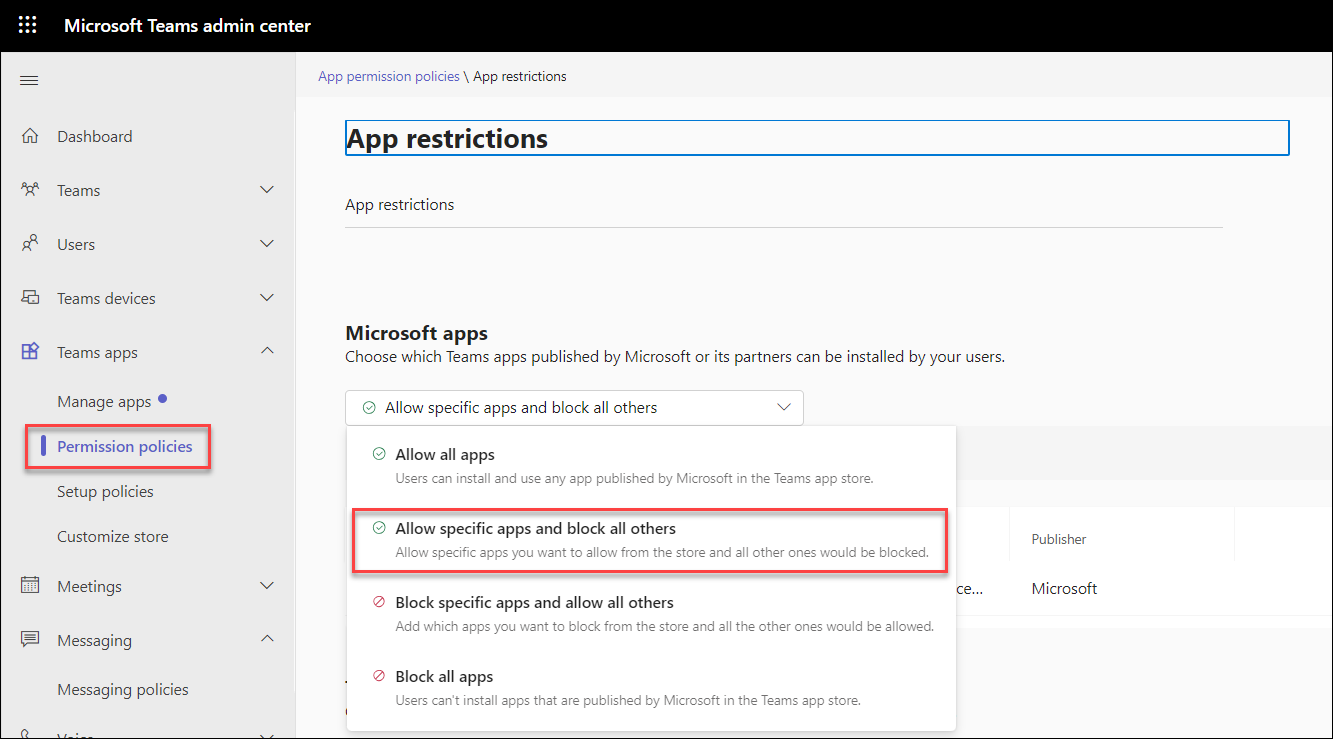 Microsoft Teams admin center
App permission policies \ App restrictions
Dashboard
Teams
Users
Teams devices
Teams apps
Manage apps
Permission policies
Setup policies
Customize store
Meetings
Messaging
Messaging policies
App restrictions
App restrictions
Microsoft apps
Choose which Teams apps published by Microsoft or its partners can be installed by your users.
Allow specific apps and block all others
Allow all apps
Users can install and use any app published by Microsoft in the Teams app store.
Allow specific apps and block all others
Allow specific apps you want to allow from the store and all other ones would be blocked.
Block specific apps and allow all others
Add which apps you want to block from the store and all the other ones would be allowed.
Block all apps
Users can't install apps that are published by Microsoft in the Teams app store.
Publisher
ce...
Microsoft